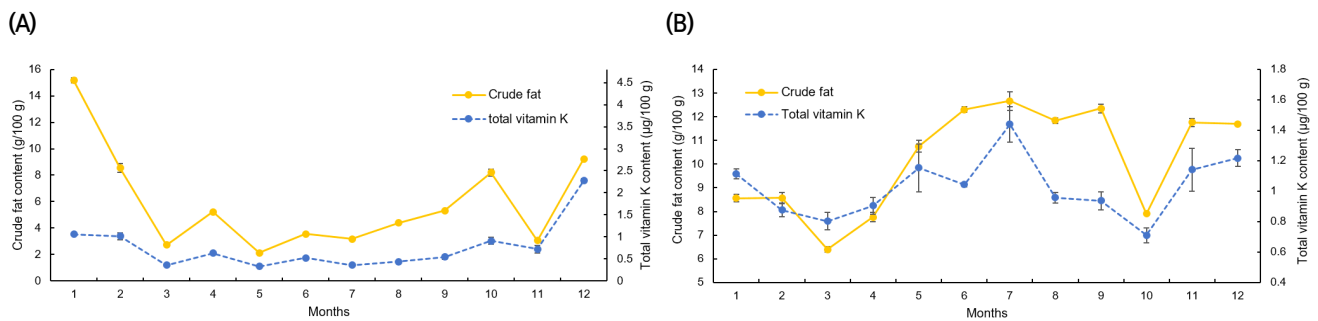 (A)
Crude fat content (g/100 g)
16
14
12
10
8
6
4
2
0
Crude fat
total vitamin K
4.5
4
3.5
3
2.5
2
1.5
1
0.5
0
Total vitamin K content (μg/100 g)
1 2 3 4 5 6 7 8 9 10 11 12
Months
(B)
Crude fat content (g/100 g)
14
13
12
11
10
9
8
7
6
5
Crude fat
Total vitamin K
1.8
1.6
1.4
1.2
1
0.8
0.6
0.4
Total vitamin K content (μg/100 g)
1 2 3 4 5 6 7 8 9 10 11 12
Months